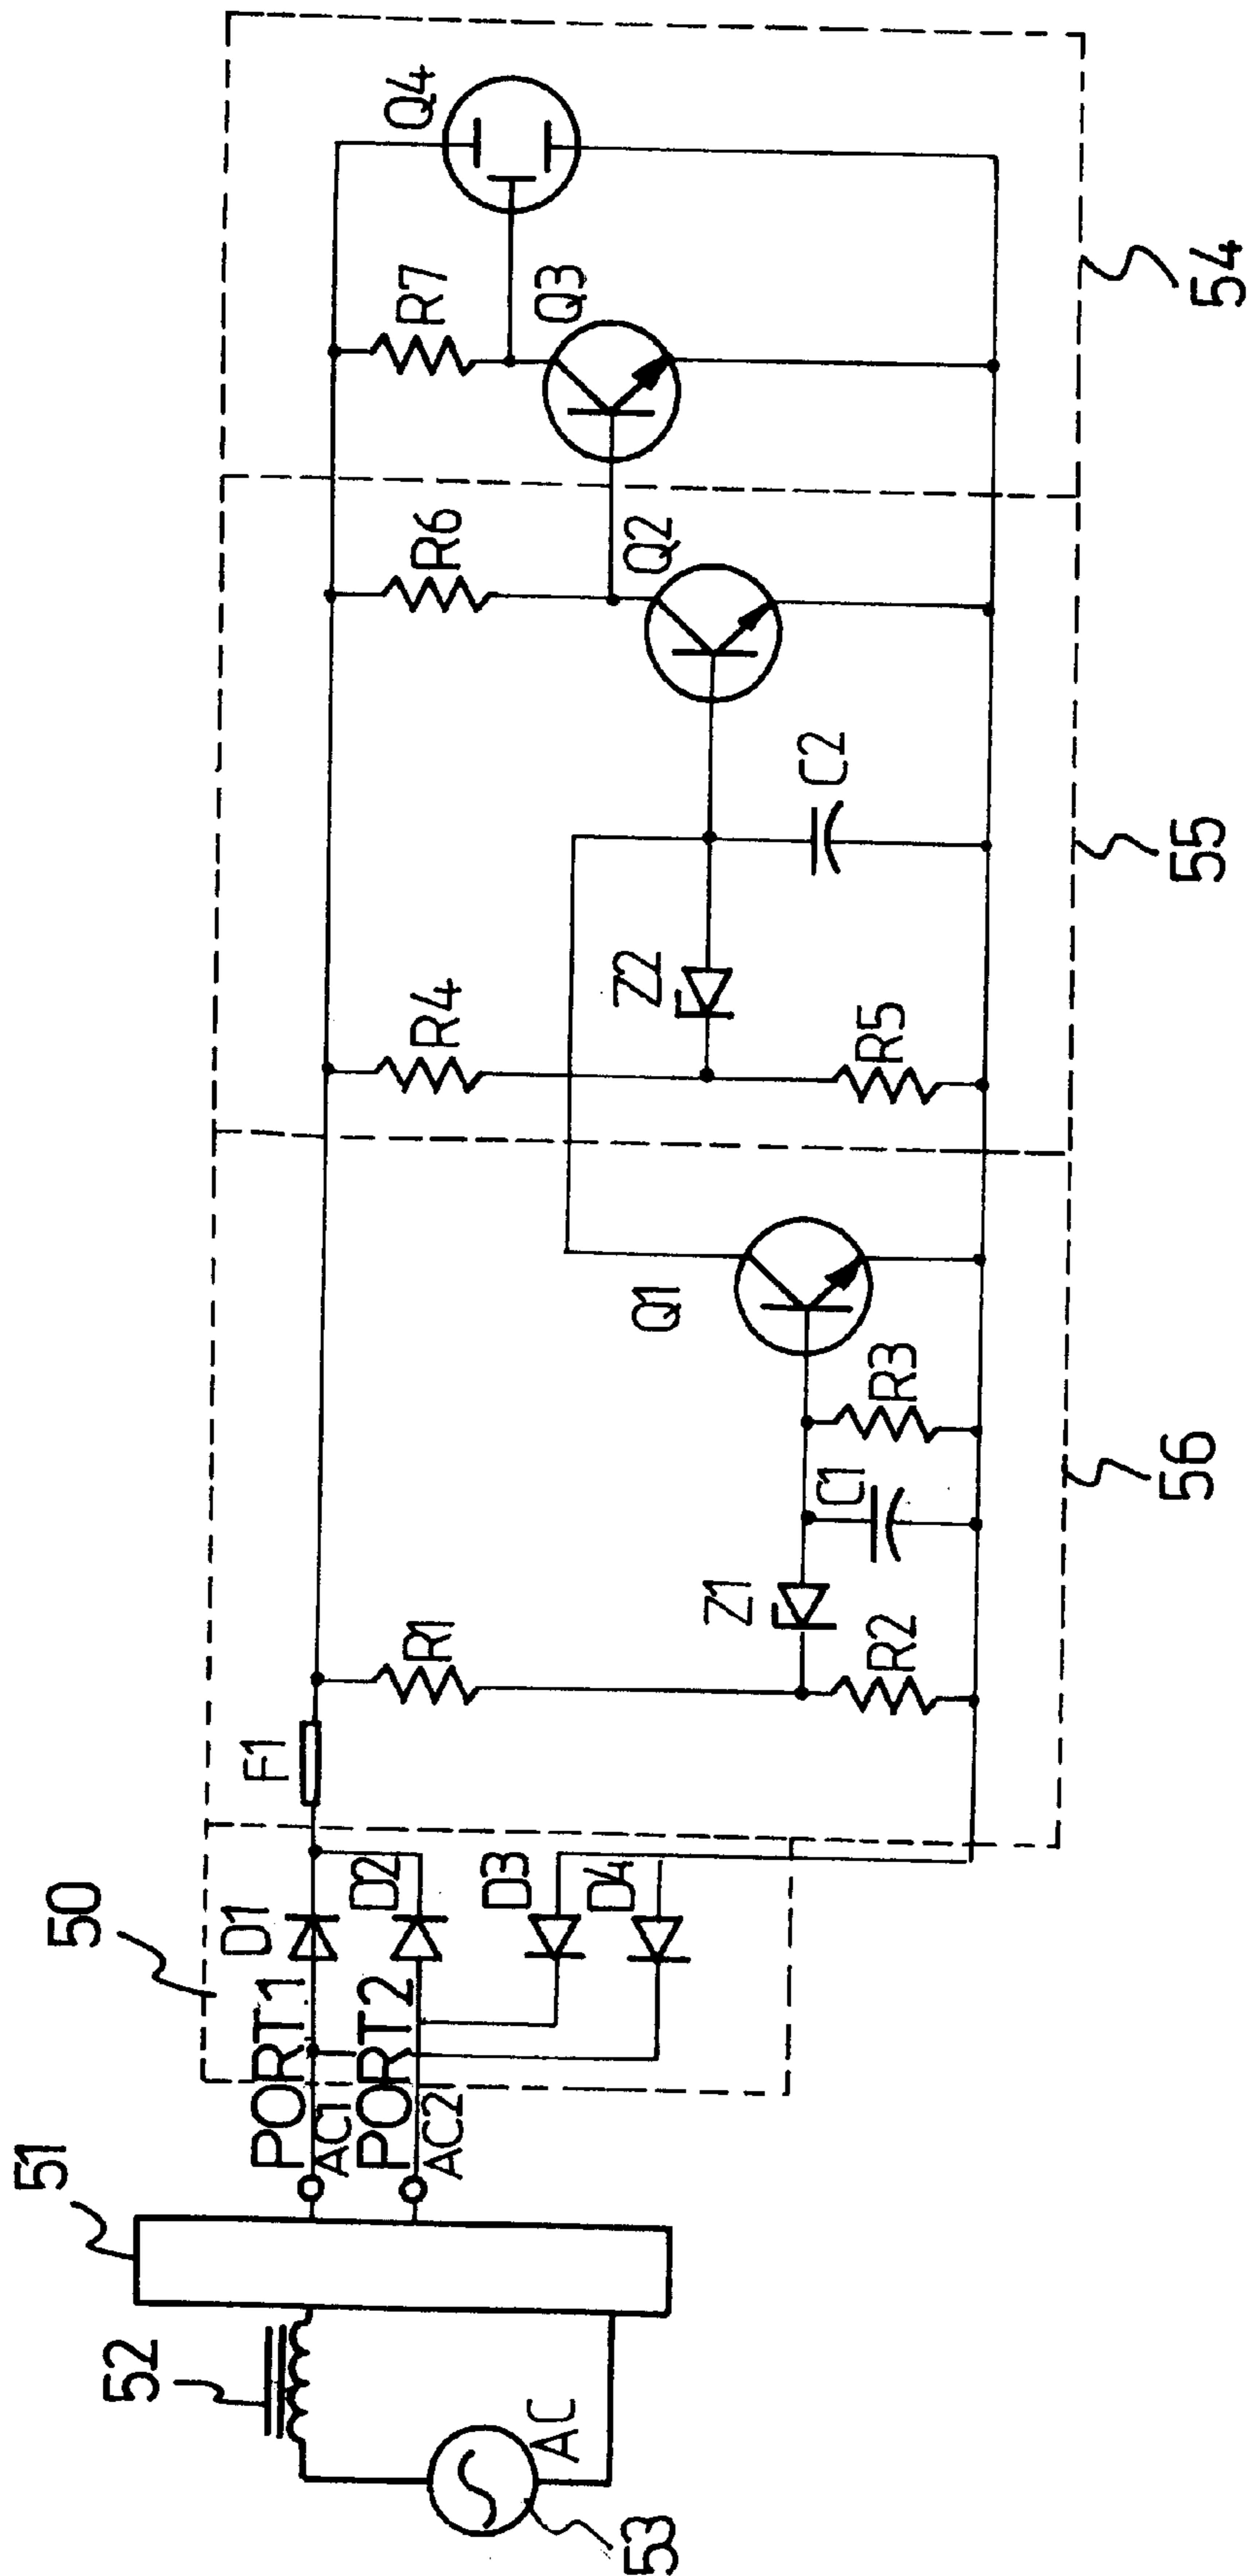 53
AC
52
51
PORT1
AC1
PORT2
AC2
50
D1
D2
D3
D4
F1
R1
Z1
R2
C1
R3
Q1
56
R4
Z2
R5
C2
55
R6
Q2
Q3
R7
Q4
54